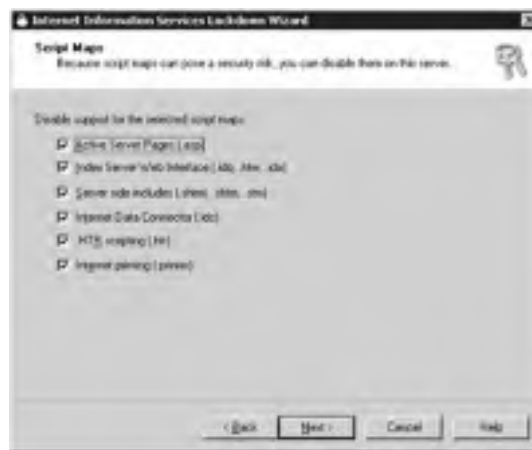 Internet Information Services Lockdown Wizard
Script Maps
Because script maps can pose a security risk, you can disable them on this server.
Disable support for the selected script maps:
Active Server Pages (.asp)
Index Server Web Interface (.idq, .htw, .ida)
Server side includes (.shtml, .shtm, .stm)
Internet Data Connector (.idc)
HTR scripting (.htr)
Internet printing (.printer)
< Back
Next >
Cancel
Help